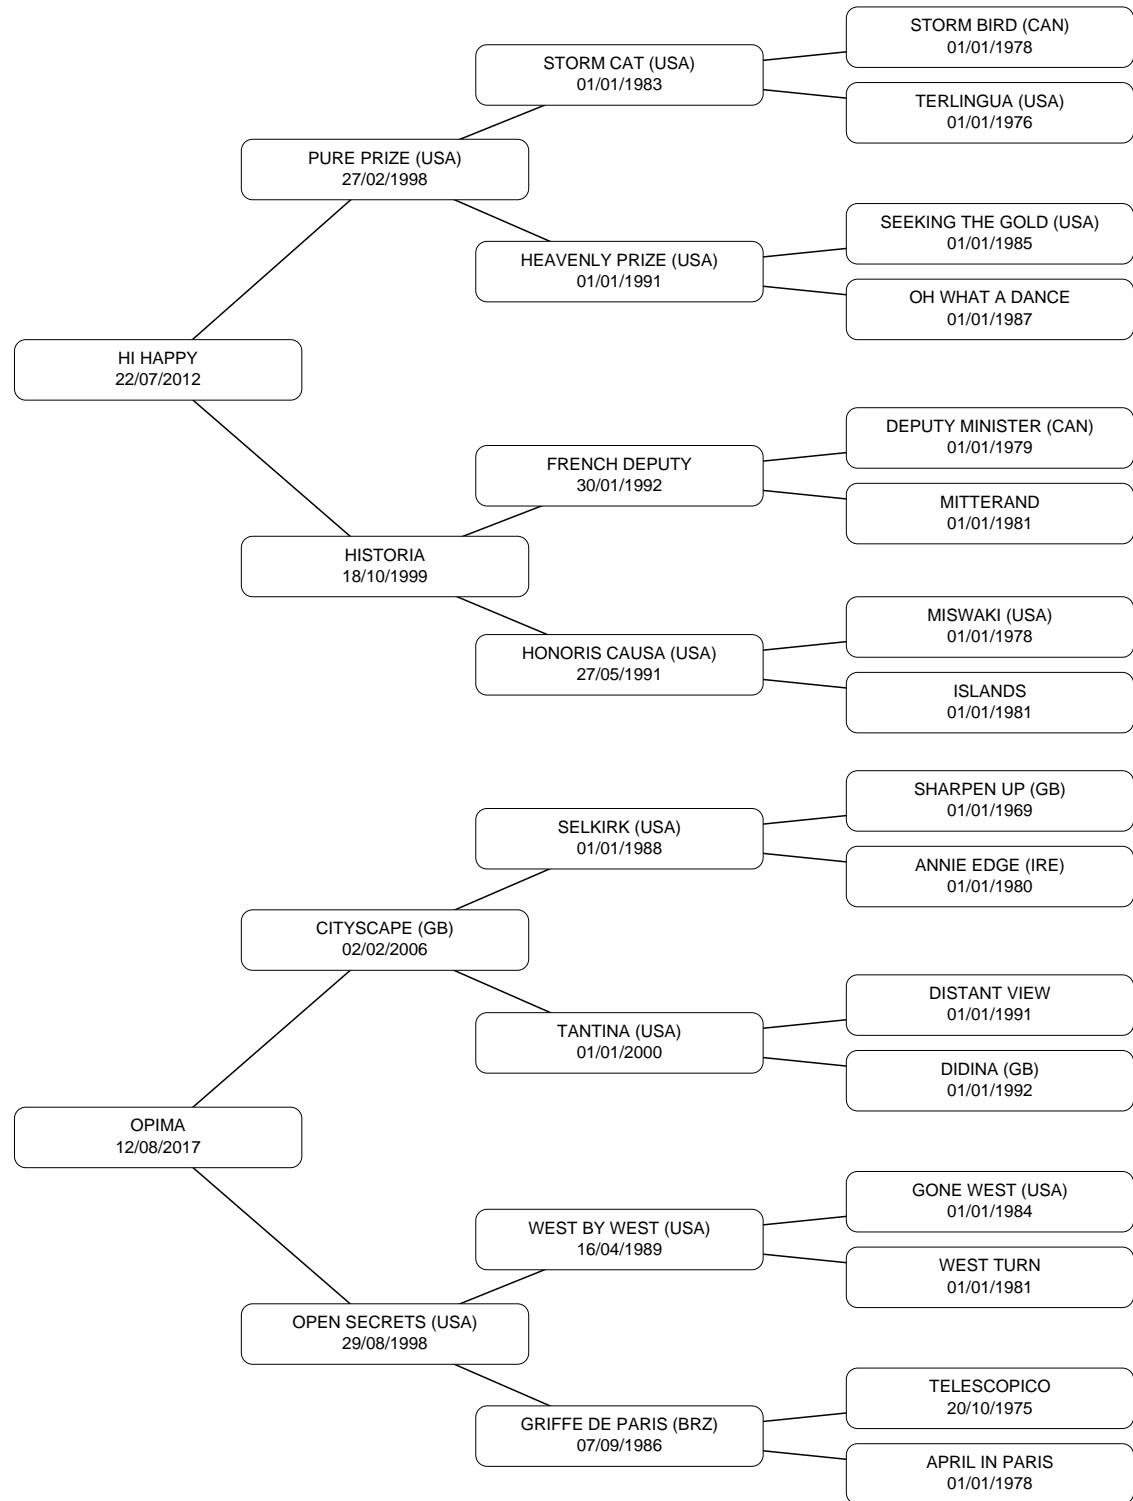 STORM BIRD (CAN)
01/01/1978
STORM CAT (USA)
01/01/1983
TERLINGUA (USA)
01/01/1976
PURE PRIZE (USA)
27/02/1998
SEEKING THE GOLD (USA)
01/01/1985
HEAVENLY PRIZE (USA)
01/01/1991
OH WHAT A DANCE
01/01/1987
HI HAPPY
22/07/2012
DEPUTY MINISTER (CAN)
01/01/1979
FRENCH DEPUTY
30/01/1992
MITTERAND
01/01/1981
HISTORIA
18/10/1999
MISWAKI (USA)
01/01/1978
HONORIS CAUSA (USA)
27/05/1991
ISLANDS
01/01/1981
SHARPEN UP (GB)
01/01/1969
SELKIRK (USA)
01/01/1988
ANNIE EDGE (IRE)
01/01/1980
CITYSCAPE (GB)
02/02/2006
DISTANT VIEW
01/01/1991
TANTINA (USA)
01/01/2000
DIDINA (GB)
01/01/1992
OPIMA
12/08/2017
GONE WEST (USA)
01/01/1984
WEST BY WEST (USA)
16/04/1989
WEST TURN
01/01/1981
OPEN SECRETS (USA)
29/08/1998
TELESCOPICO
20/10/1975
GRIFFE DE PARIS (BRZ)
07/09/1986
APRIL IN PARIS
01/01/1978